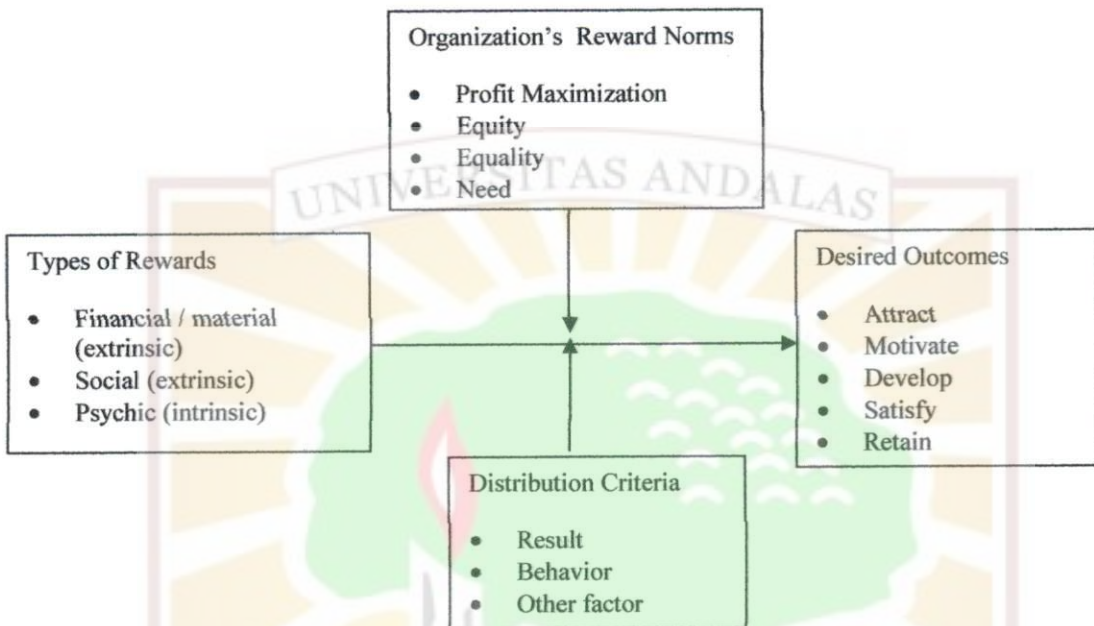 Organization's Reward Norms
• Profit Maximization
• Equity
• Equality
• Need
UNIVERSITAS ANDALAS
Types of Rewards
• Financial / material
(extrinsic)
• Social (extrinsic)
• Psychic (intrinsic)
Desired Outcomes
• Attract
• Motivate
• Develop
• Satisfy
• Retain
Distribution Criteria
• Result
• Behavior
• Other factor